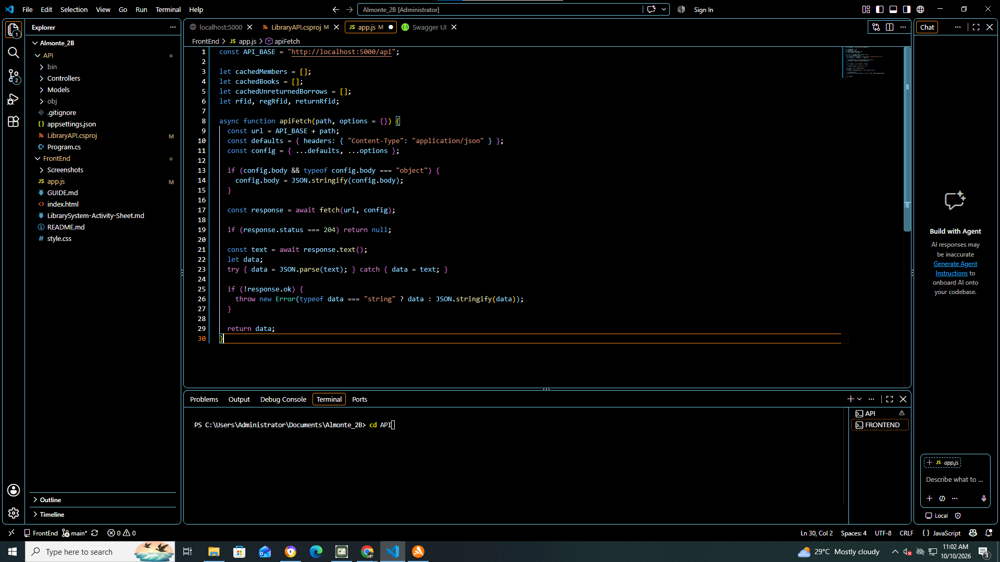 File Edit Selection View Go Run Terminal Help
Almonte_2B [Administrator]
Sign In
Explorer
Almonte_2B
API
bin
Controllers
Models
obj
.gitignore
appsettings.json
LibraryAPI.csproj M
Program.cs
FrontEnd
Screenshots
JS app.js M
GUIDE.md
index.html
LibrarySystem-Activity-Sheet.md
README.md
style.css
Outline
Timeline
localhost:5000
LibraryAPI.csproj M
JS app.js M
Swagger UI
FrontEnd > JS app.js > apiFetch
1 const API_BASE = "http://localhost:5000/api";
2
3 let cachedMembers = [];
4 let cachedBooks = [];
5 let cachedUnreturnedBorrows = [];
6 let rfid, regRfid, returnRfid;
7
8 async function apiFetch(path, options = {}) {
9 const url = API_BASE + path;
10 const defaults = { headers: { "Content-Type": "application/json" } };
11 const config = { ...defaults, ...options };
12
13 if (config.body && typeof config.body === "object") {
14 config.body = JSON.stringify(config.body);
15 }
16
17 const response = await fetch(url, config);
18
19 if (response.status === 204) return null;
20
21 const text = await response.text();
22 let data;
23 try { data = JSON.parse(text); } catch { data = text; }
24
25 if (!response.ok) {
26 throw new Error(typeof data === "string" ? data : JSON.stringify(data));
27 }
28
29 return data;
30 }
Problems Output Debug Console Terminal Ports
PS C:\Users\Administrator\Documents\Almonte_2B> cd API
API
FRONTEND
Chat
Build with Agent
AI responses may
be inaccurate
Generate Agent
Instructions to
onboard AI onto
your codebase.
JS app.js
Describe what to ...
Local
FrontEnd main* 0 0
Ln 30, Col 2 Spaces: 4 UTF-8 CRLF { } JavaScript
Type here to search
29°C Mostly cloudy
11:02 AM
10/10/2026
3